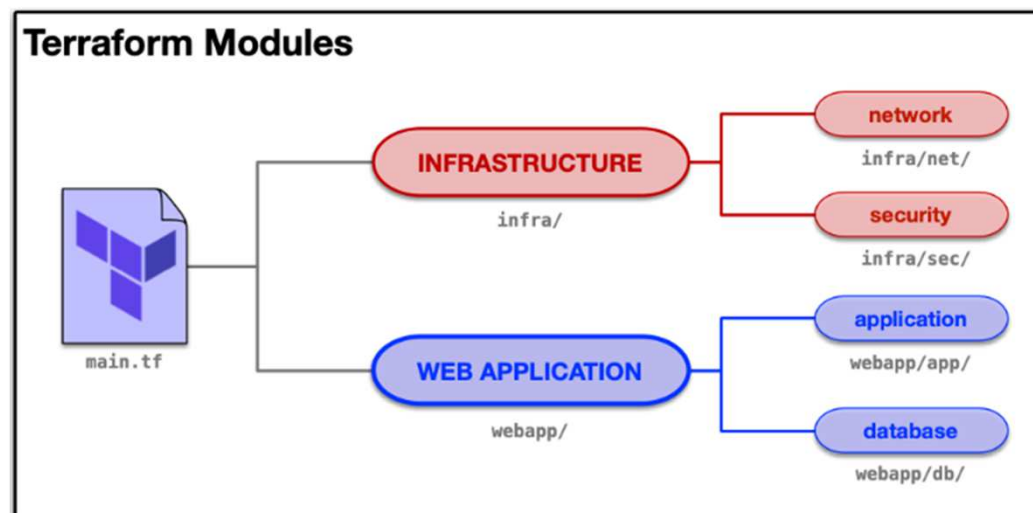 Terraform Modules
network
infra/net/
INFRASTRUCTURE
infra/
security
infra/sec/
main.tf
application
webapp/app/
WEB APPLICATION
webapp/
database
webapp/db/